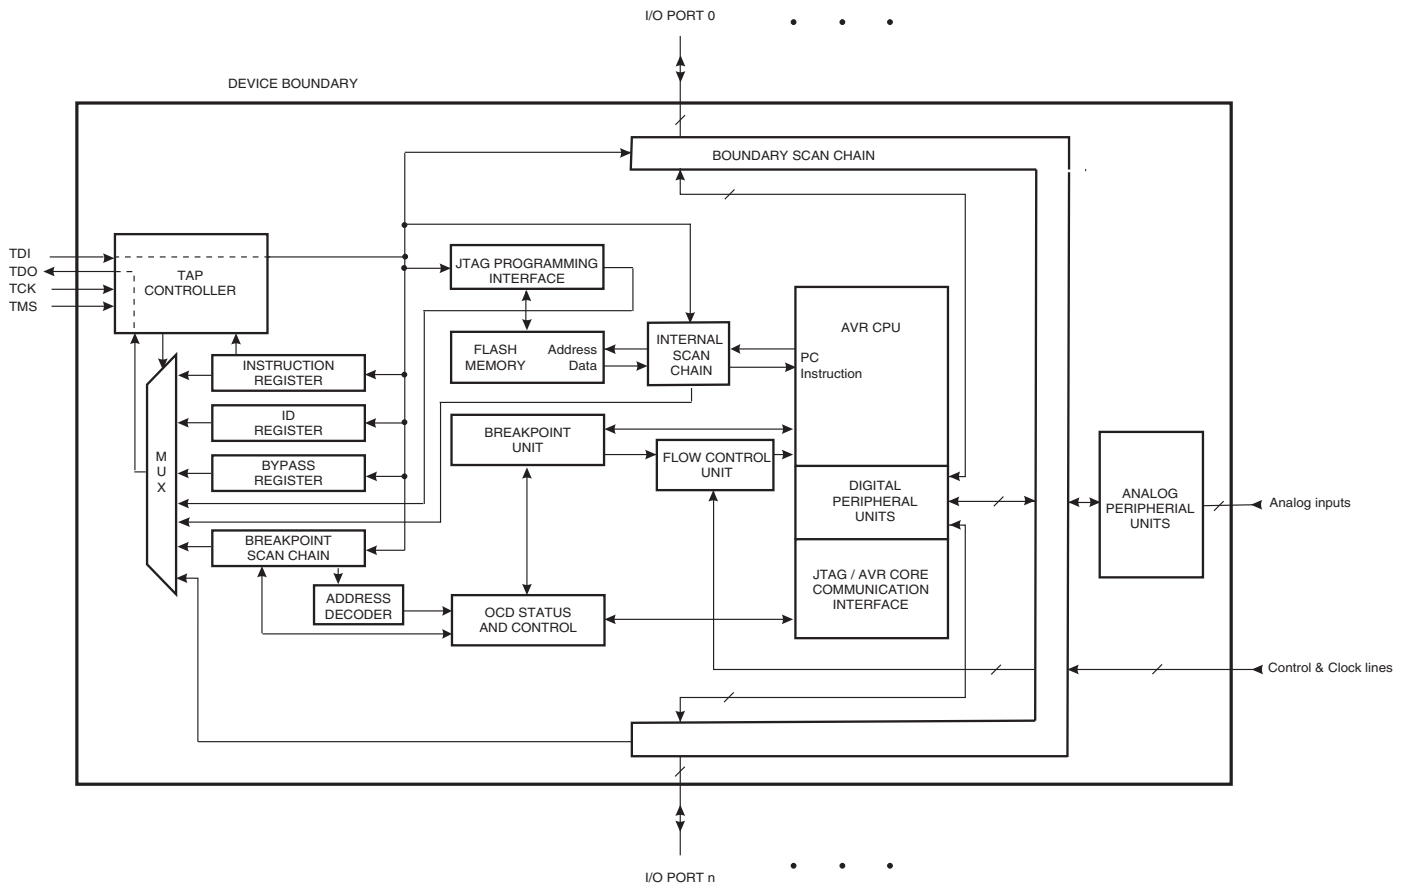 I/O PORT 0
DEVICE BOUNDARY
BOUNDARY SCAN CHAIN
TDI
TDO
TCK
TMS
TAP
CONTROLLER
JTAG PROGRAMMING
INTERFACE
AVR CPU
FLASH
MEMORY
Address
Data
INTERNAL
SCAN
CHAIN
PC
Instruction
INSTRUCTION
REGISTER
ID
REGISTER
BREAKPOINT
UNIT
FLOW CONTROL
UNIT
M
U
X
BYPASS
REGISTER
DIGITAL
PERIPHERAL
UNITS
ANALOG
PERIPHERIAL
UNITS
Analog inputs
BREAKPOINT
SCAN CHAIN
JTAG / AVR CORE
COMMUNICATION
INTERFACE
ADDRESS
DECODER
OCD STATUS
AND CONTROL
Control & Clock lines
I/O PORT n